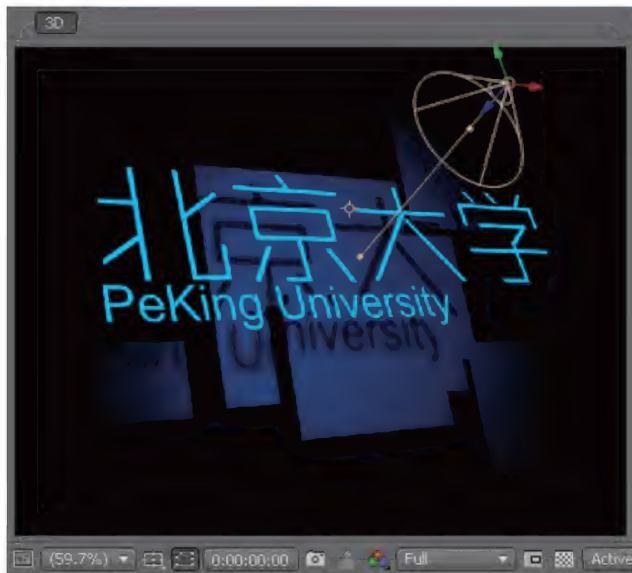 3D
北京大学
PeKing University
University
(59.7%) 0:00:00:00 Full Active